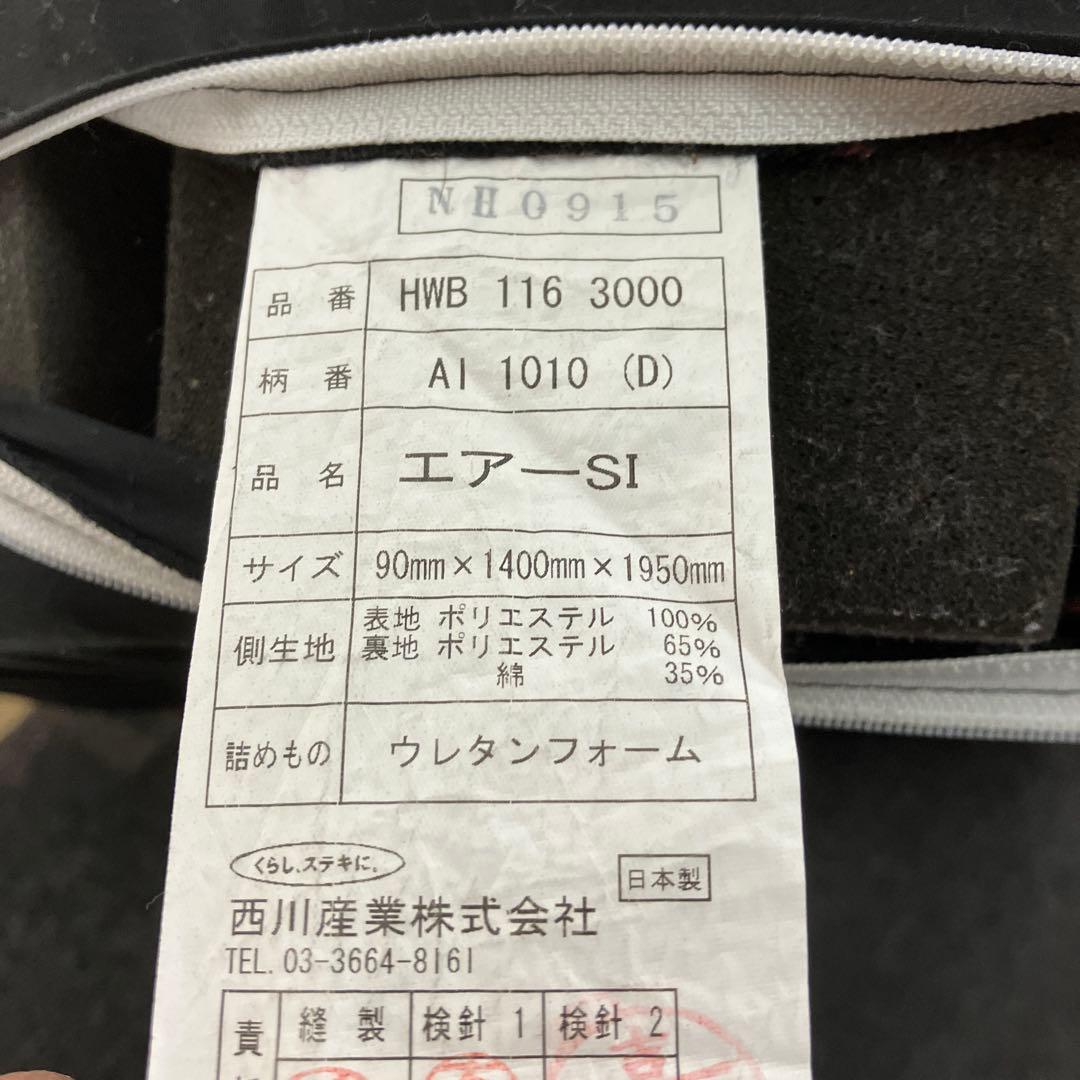 NH0915
品 番 HWB 116 3000
柄 番 AI 1010 (D)
品 名 エアーSI
サイズ 90mm×1400mm×1950mm
側生地 表地 ポリエステル 100%
裏地 ポリエステル 65%
綿 35%
詰めもの ウレタンフォーム
くらし、ステキに。
日本製
西川産業株式会社
TEL. 03-3664-8161
責 縫 製 検針 1 検針 2